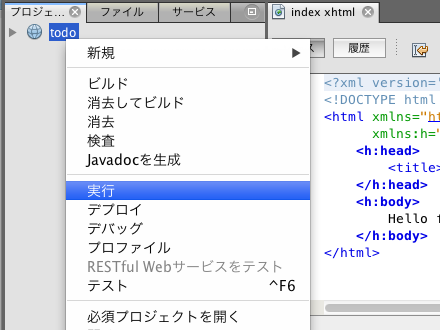 プロジェ...
ファイル
サービス
index xhtml
todo
新規
履歴
ビルド
消去してビルド
消去
検査
Javadocを生成
実行
デプロイ
デバッグ
プロファイル
RESTful Webサービスをテスト
テスト ^F6
必須プロジェクトを開く
<?xml version="
<!DOCTYPE html
<html xmlns="ht
xmlns:h="
<h:head>
<title>
</h:head>
<h:body>
Hello f
</h:body>
</html>